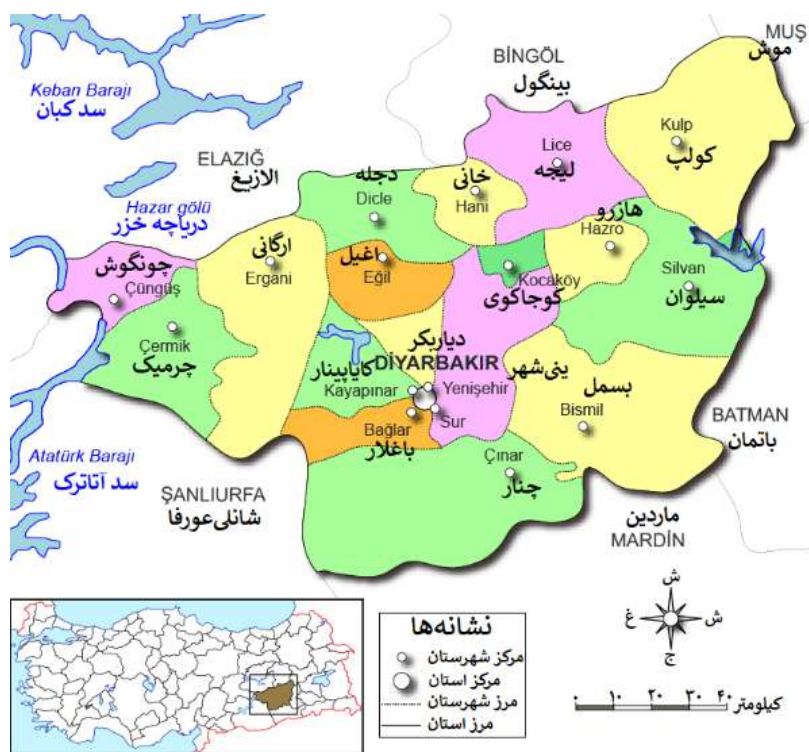 MUŞ
موش
BİNGÖL
بینگول
Keban Barajı
سد کبان
Kulp
کولپ
Lice
لیجه
ELAZIĞ
الازیغ
دجله
Dicle
خانی
Hani
Hazar gölü
دریاچه خزر
هازرو
Hazro
ارگانی
Ergani
اغیل
Eğil
چونگوش
Çüngüş
Kocaköy
کوجاکوی
Silvan
سیلوان
Çermik
چرمیک
دیاربکر
DİYARBAKIR
کایاپینار
Kayapınar
ینی‌شهر
Yenişehir
بسمل
Bismil
Bağlar
باغلار
Sur
BATMAN
باتمان
Atatürk Barajı
سد آتاترک
Çınar
چنار
ŞANLIURFA
شانلی‌عورفا
ماردین
MARDİN
نشانه‌ها
مرکز شهرستان
مرکز استان
مرز شهرستان
مرز استان
ش
غ
ش
ج
۰ ۱۰ ۲۰ ۳۰ ۴۰ کیلومتر